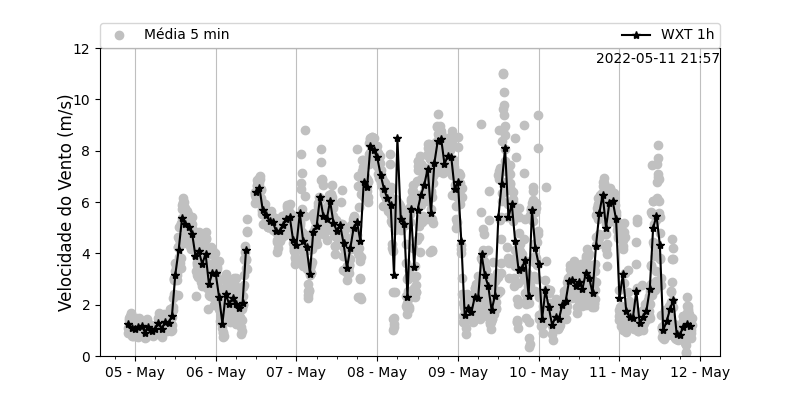 Média 5 min
WXT 1h
2022-05-11 21:57
Velocidade do Vento (m/s)
12
10
8
6
4
2
0
05 - May
06 - May
07 - May
08 - May
09 - May
10 - May
11 - May
12 - May